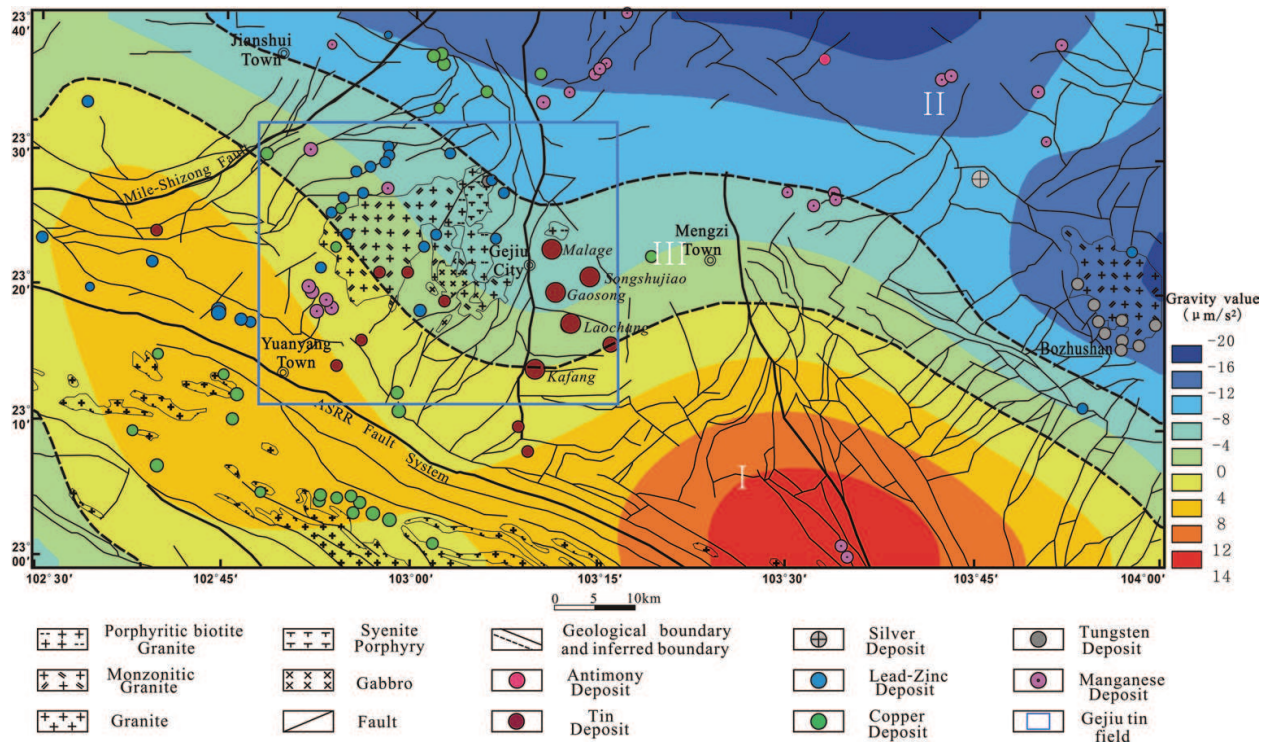 23°
40′
23°
30′
23°
20′
23°
10′
23°
00′
102°30′
102°45′
103°00′
103°15′
103°30′
103°45′
104°00′
Jianshui
Town
Mile-Shizong Fault
II
Gejiu
City
Malage
Songshujiao
Gaosong
Laochang
Kafang
III
Mengzi
Town
Yuanyang
Town
ASRR Fault System
Bozhushan
I
Gravity value
(μm/s²)
-20
-16
-12
-8
-4
0
4
8
12
14
0 5 10km
Porphyritic biotite
Granite
Syenite
Porphyry
Geological boundary
and inferred boundary
Silver
Deposit
Tungsten
Deposit
Monzonitic
Granite
Gabbro
Antimony
Deposit
Lead-Zinc
Deposit
Manganese
Deposit
Granite
Fault
Tin
Deposit
Copper
Deposit
Gejiu tin
field